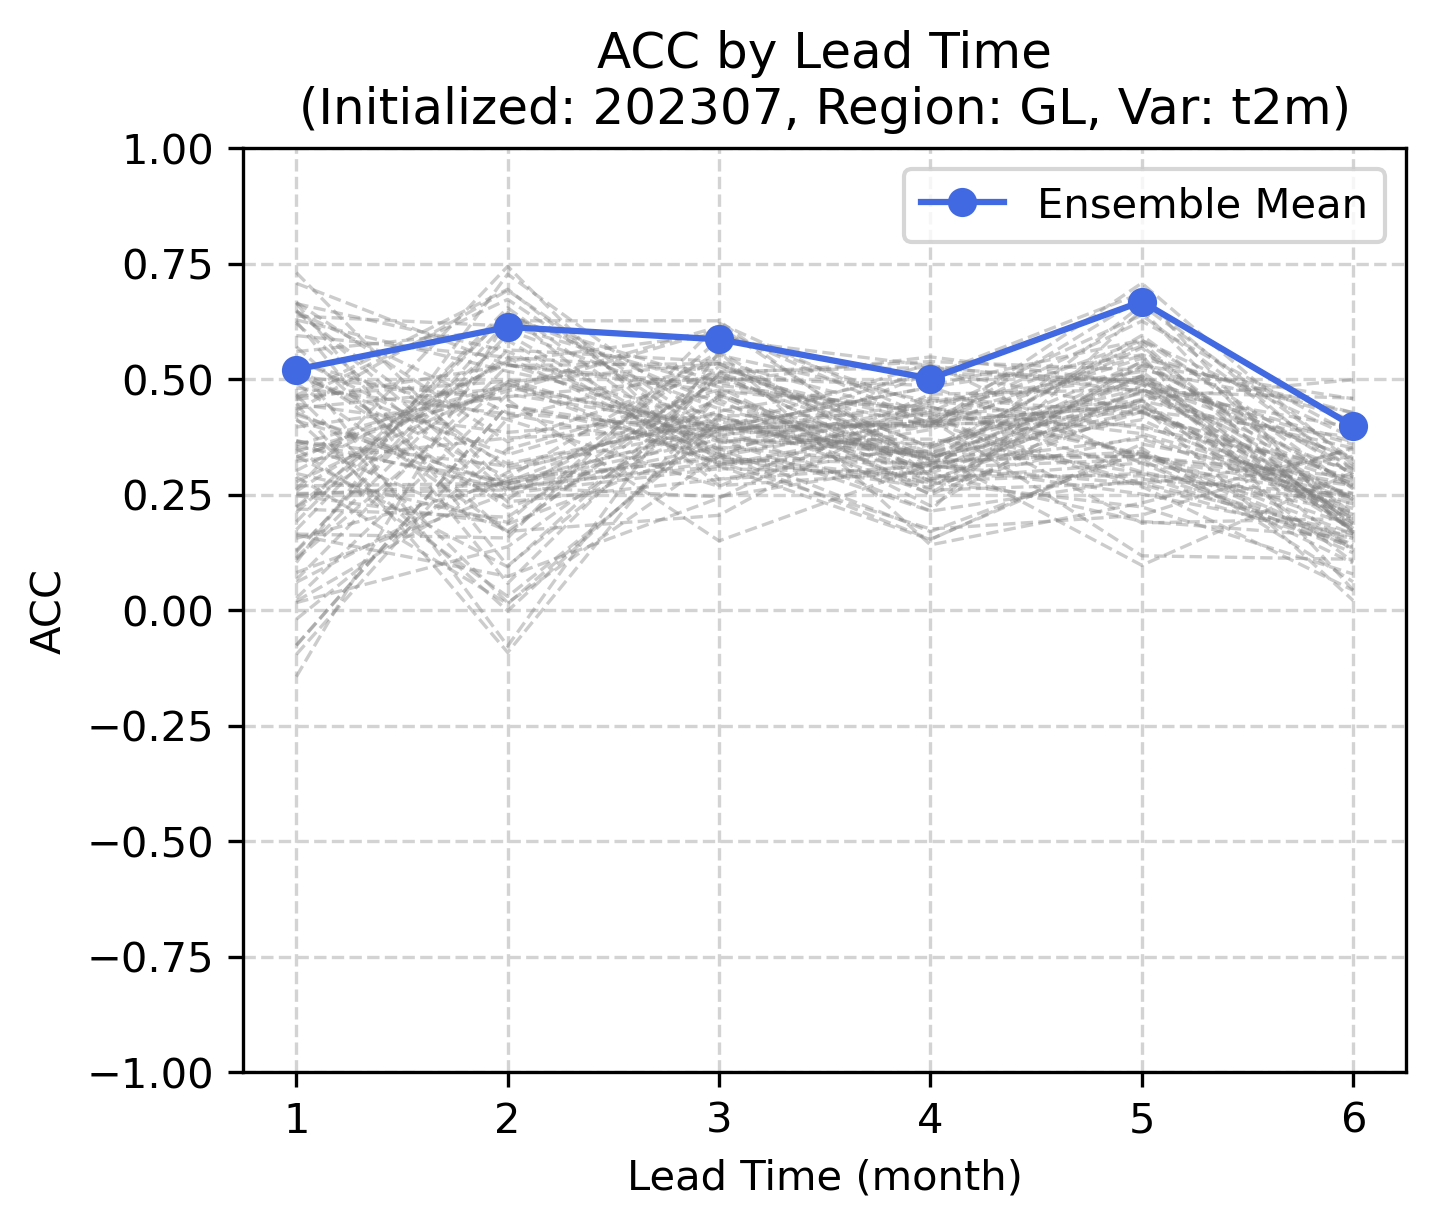 ACC by Lead Time
(Initialized: 202307, Region: GL, Var: t2m)
Ensemble Mean
1.00
0.75
0.50
0.25
0.00
−0.25
−0.50
−0.75
−1.00
ACC
1 2 3 4 5 6
Lead Time (month)